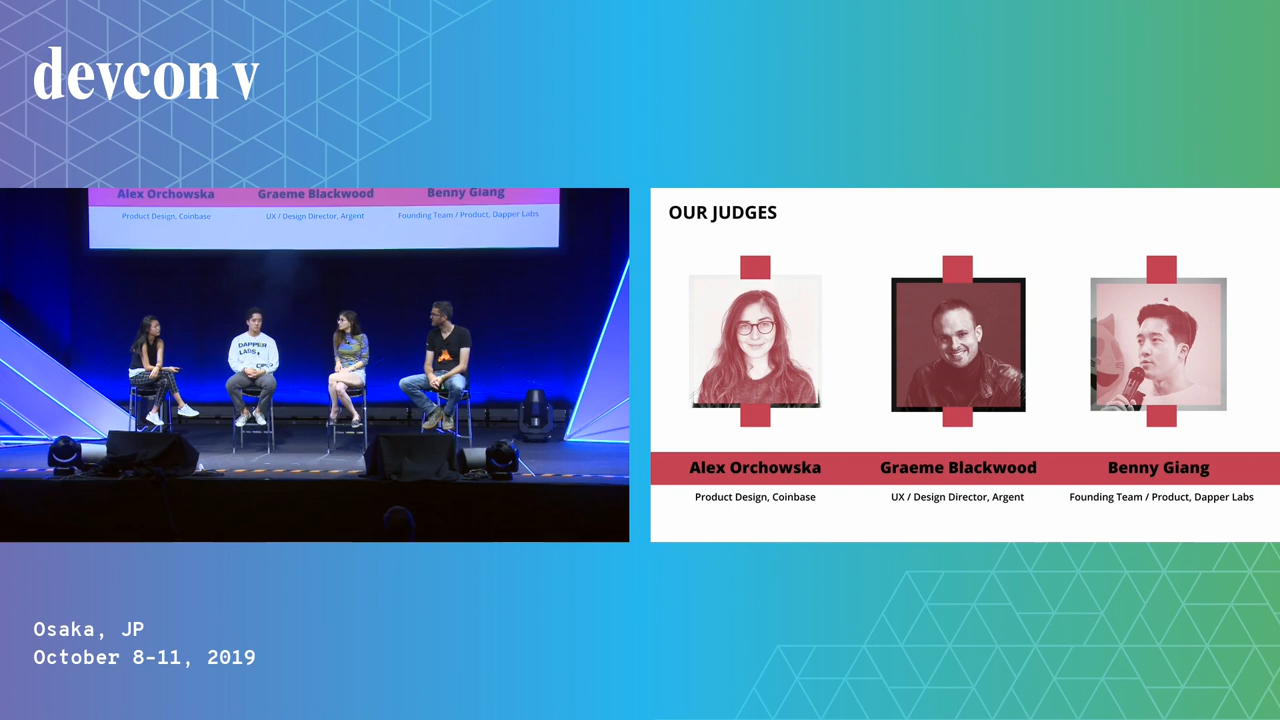 devcon v
Alex Orchowska Graeme Blackwood Benny Giang
Product Design, Coinbase UX / Design Director, Argent Founding Team / Product, Dapper Labs
DAPPER
LABS
OUR JUDGES
Alex Orchowska Graeme Blackwood Benny Giang
Product Design, Coinbase UX / Design Director, Argent Founding Team / Product, Dapper Labs
Osaka, JP
October 8-11, 2019